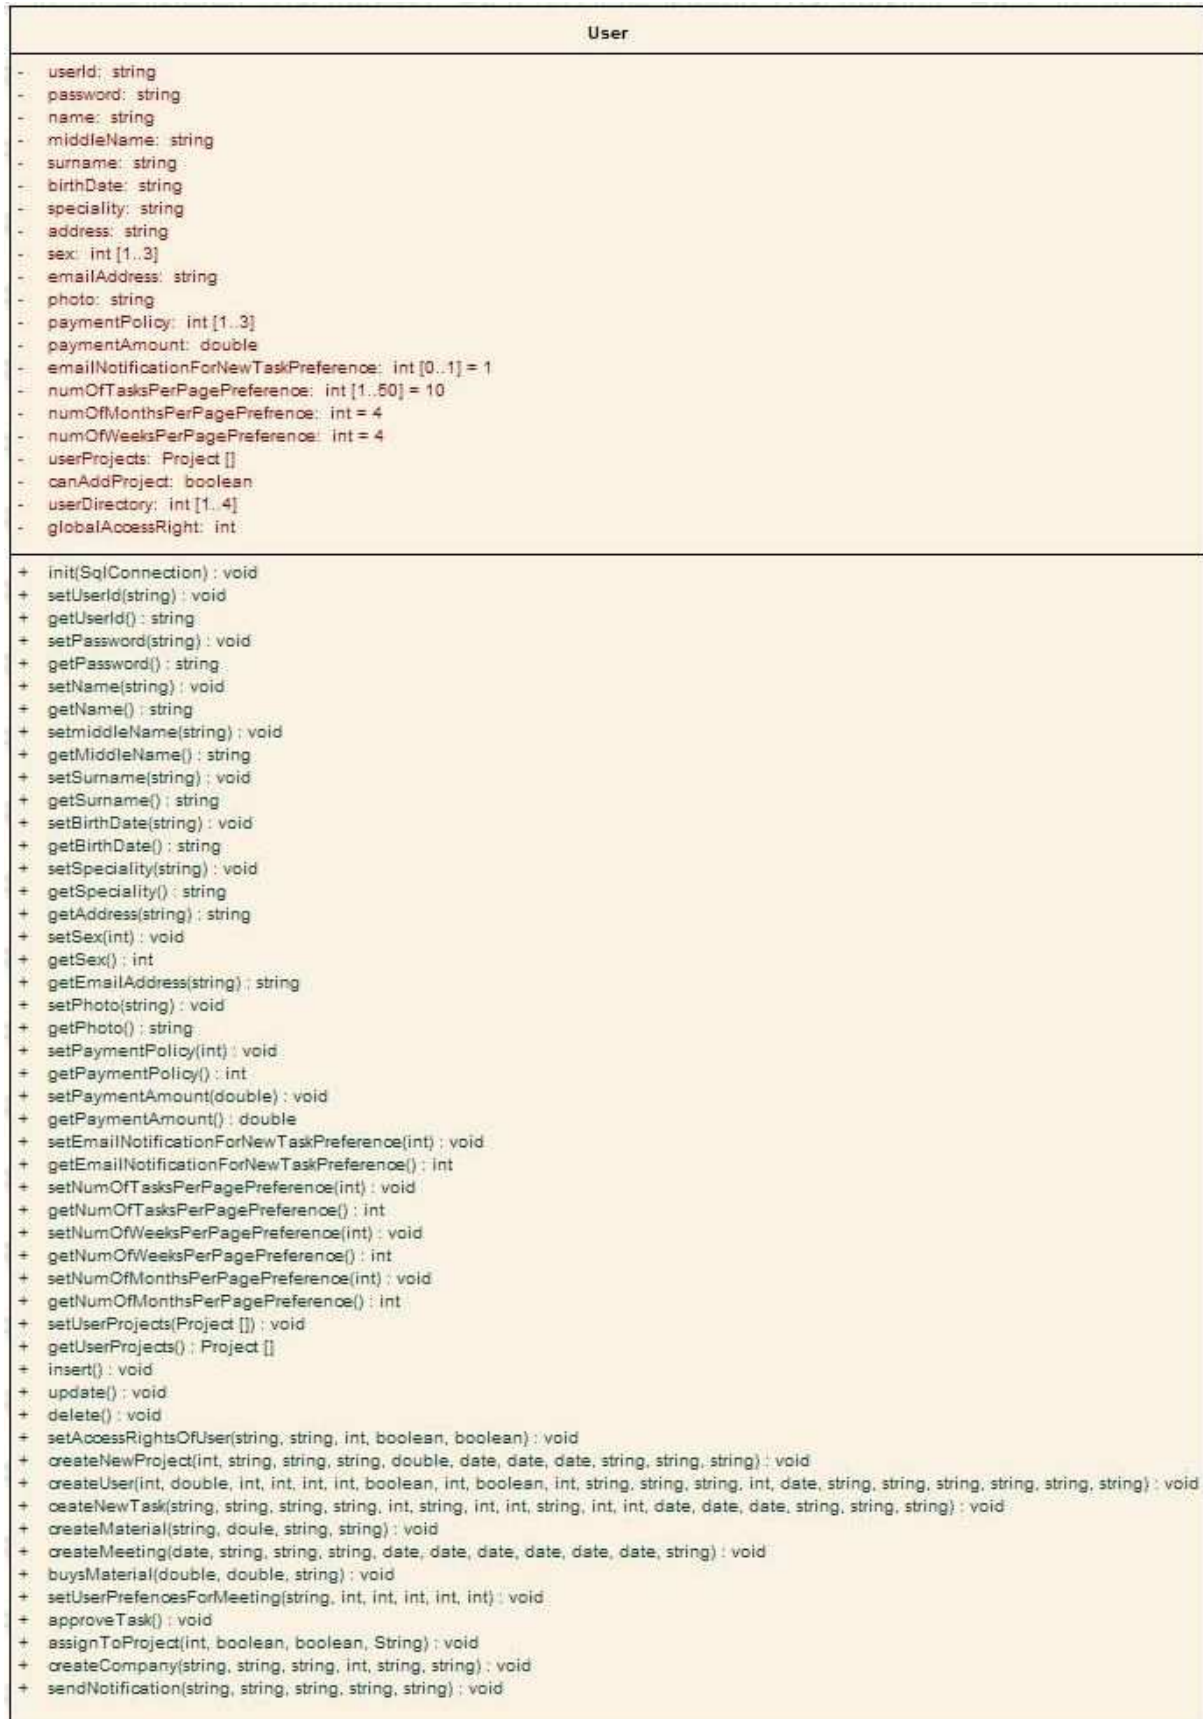 User
- userId: string
- password: string
- name: string
- middleName: string
- surname: string
- birthDate: string
- speciality: string
- address: string
- sex: int [1..3]
- emailAddress: string
- photo: string
- paymentPolicy: int [1..3]
- paymentAmount: double
- emailNotificationForNewTaskPreference: int [0..1] = 1
- numOfTasksPerPagePreference: int [1..50] = 10
- numOfMonthsPerPagePrefrence: int = 4
- numOfWeeksPerPagePreference: int = 4
- userProjects: Project []
- canAddProject: boolean
- userDirectory: int [1..4]
- globalAccessRight: int
+ init(SqlConnection) : void
+ setUserId(string) : void
+ getUserId() : string
+ setPassword(string) : void
+ getPassword() : string
+ setName(string) : void
+ getName() : string
+ setmiddleName(string) : void
+ getMiddleName() : string
+ setSurname(string) : void
+ getSurname() : string
+ setBirthDate(string) : void
+ getBirthDate() : string
+ setSpeciality(string) : void
+ getSpeciality() : string
+ getAddress(string) : string
+ setSex(int) : void
+ getSex() : int
+ getEmailAddress(string) : string
+ setPhoto(string) : void
+ getPhoto() : string
+ setPaymentPolicy(int) : void
+ getPaymentPolicy() : int
+ setPaymentAmount(double) : void
+ getPaymentAmount() : double
+ setEmailNotificationForNewTaskPreference(int) : void
+ getEmailNotificationForNewTaskPreference() : int
+ setNumOfTasksPerPagePreference(int) : void
+ getNumOfTasksPerPagePreference() : int
+ setNumOfWeeksPerPagePreference(int) : void
+ getNumOfWeeksPerPagePreference() : int
+ setNumOfMonthsPerPagePreference(int) : void
+ getNumOfMonthsPerPagePreference() : int
+ setUserProjects(Project []) : void
+ getUserProjects() : Project []
+ insert() : void
+ update() : void
+ delete() : void
+ setAccessRightsOfUser(string, string, int, boolean, boolean) : void
+ createNewProject(int, string, string, string, double, date, date, date, string, string, string) : void
+ createUser(int, double, int, int, int, int, boolean, int, boolean, int, string, string, string, int, date, string, string, string, string, string, string) : void
+ ceateNewTask(string, string, string, string, int, string, int, int, string, int, int, date, date, date, string, string, string) : void
+ createMaterial(string, doule, string, string) : void
+ createMeeting(date, string, string, string, date, date, date, date, date, date, string) : void
+ buysMaterial(double, double, string) : void
+ setUserPrefencesForMeeting(string, int, int, int, int, int) : void
+ approveTask() : void
+ assignToProject(int, boolean, boolean, String) : void
+ createCompany(string, string, string, int, string, string) : void
+ sendNotification(string, string, string, string, string) : void